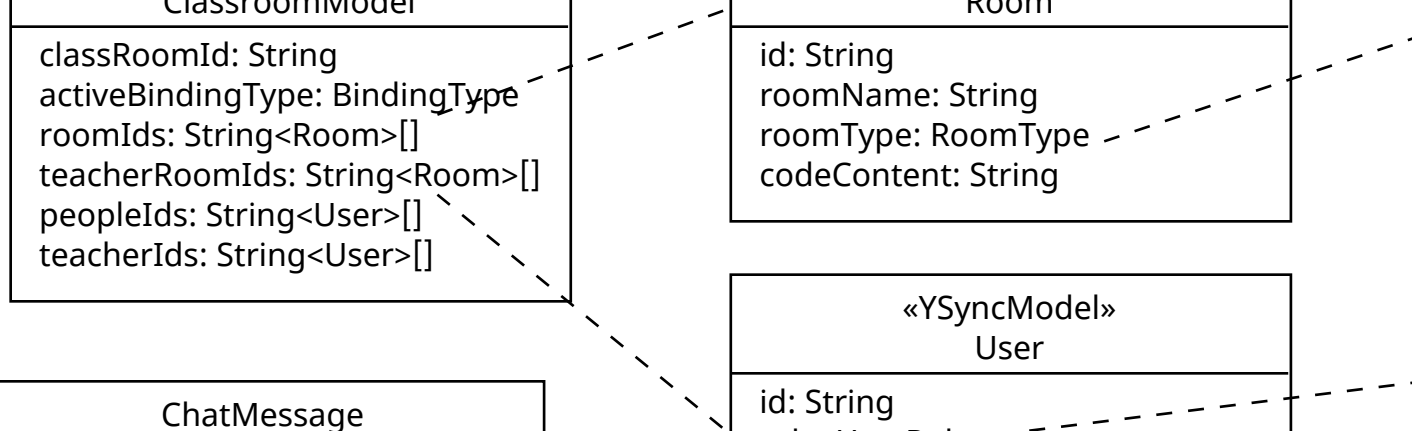 ClassroomModel
classRoomId: String
activeBindingType: BindingType
roomIds: String<Room>[]
teacherRoomIds: String<Room>[]
peopleIds: String<User>[]
teacherIds: String<User>[]
Room
id: String
roomName: String
roomType: RoomType
codeContent: String
«YSyncModel»
User
id: String
ChatMessage